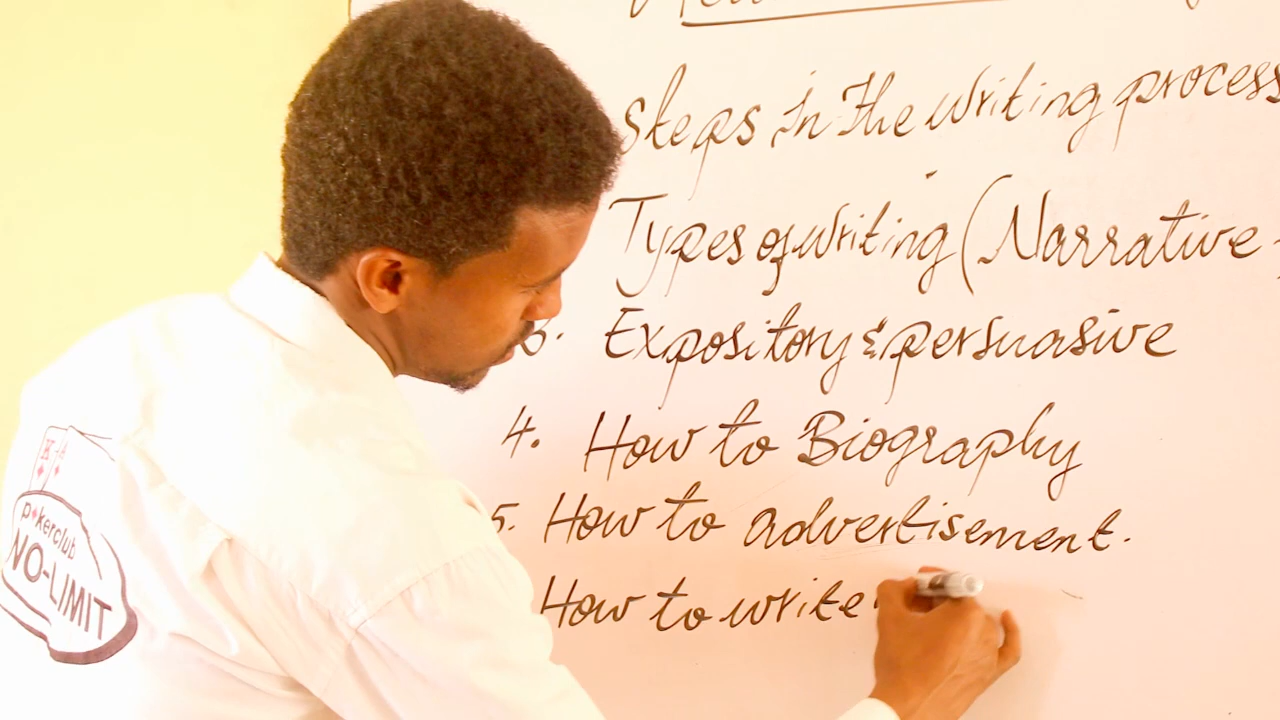 Steps in the writing process
Types of writing (Narrative,
3. Expository & persuasive
4. How to Biography
5. How to advertisement.
How to write
K A
pokerclub
NO-LIMIT